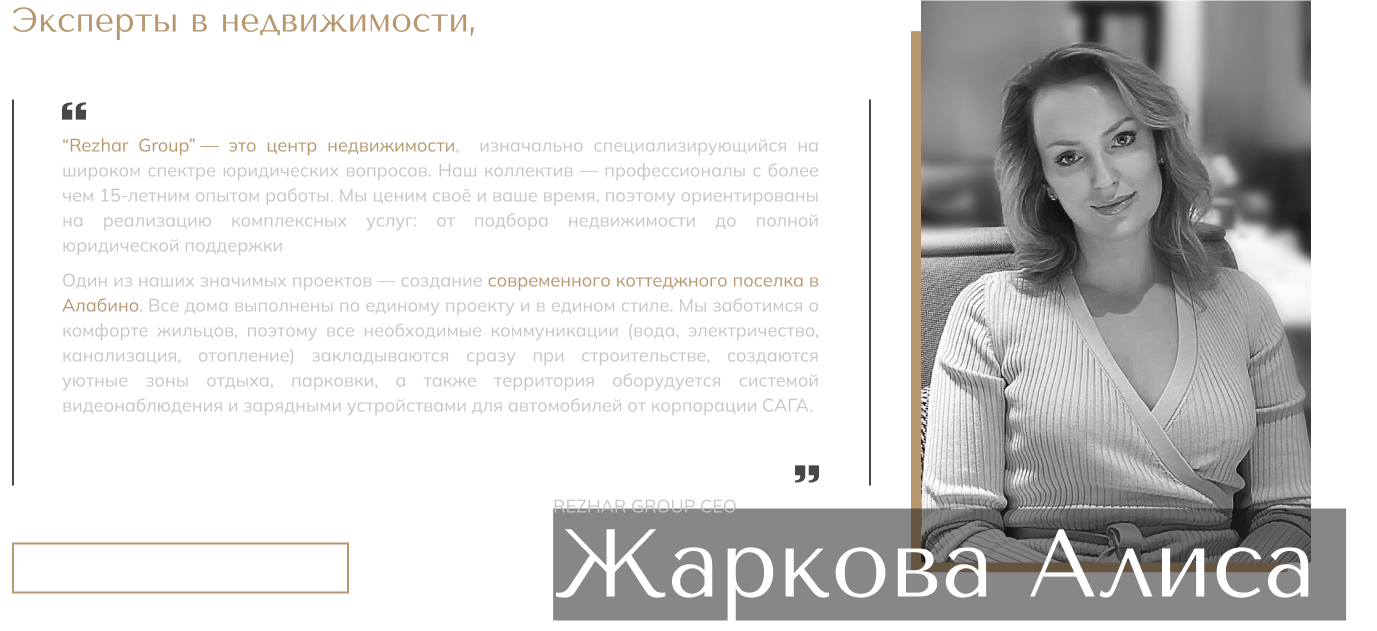 Эксперты в недвижимости,
“Rezhar Group” — это центр недвижимости, изначально специализирующийся на
широком спектре юридических вопросов. Наш коллектив — профессионалы с более
чем 15-летним опытом работы. Мы ценим своё и ваше время, поэтому ориентированы
на реализацию комплексных услуг: от подбора недвижимости до полной
юридической поддержки
Один из наших значимых проектов — создание современного коттеджного поселка в
Алабино. Все дома выполнены по единому проекту и в едином стиле. Мы заботимся о
комфорте жильцов, поэтому все необходимые коммуникации (вода, электричество,
канализация, отопление) закладываются сразу при строительстве, создаются
уютные зоны отдыха, парковки, а также территория оборудуется системой
видеонаблюдения и зарядными устройствами для автомобилей от корпорации САГА.
REZHAR GROUP CEO
Жаркова Алиса